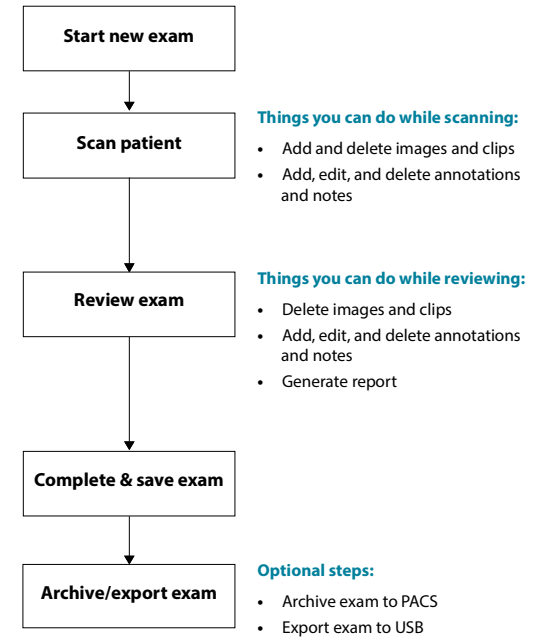 Start new exam
Scan patient
Things you can do while scanning:
• Add and delete images and clips
• Add, edit, and delete annotations
and notes
Review exam
Things you can do while reviewing:
• Delete images and clips
• Add, edit, and delete annotations
and notes
• Generate report
Complete & save exam
Archive/export exam
Optional steps:
• Archive exam to PACS
• Export exam to USB